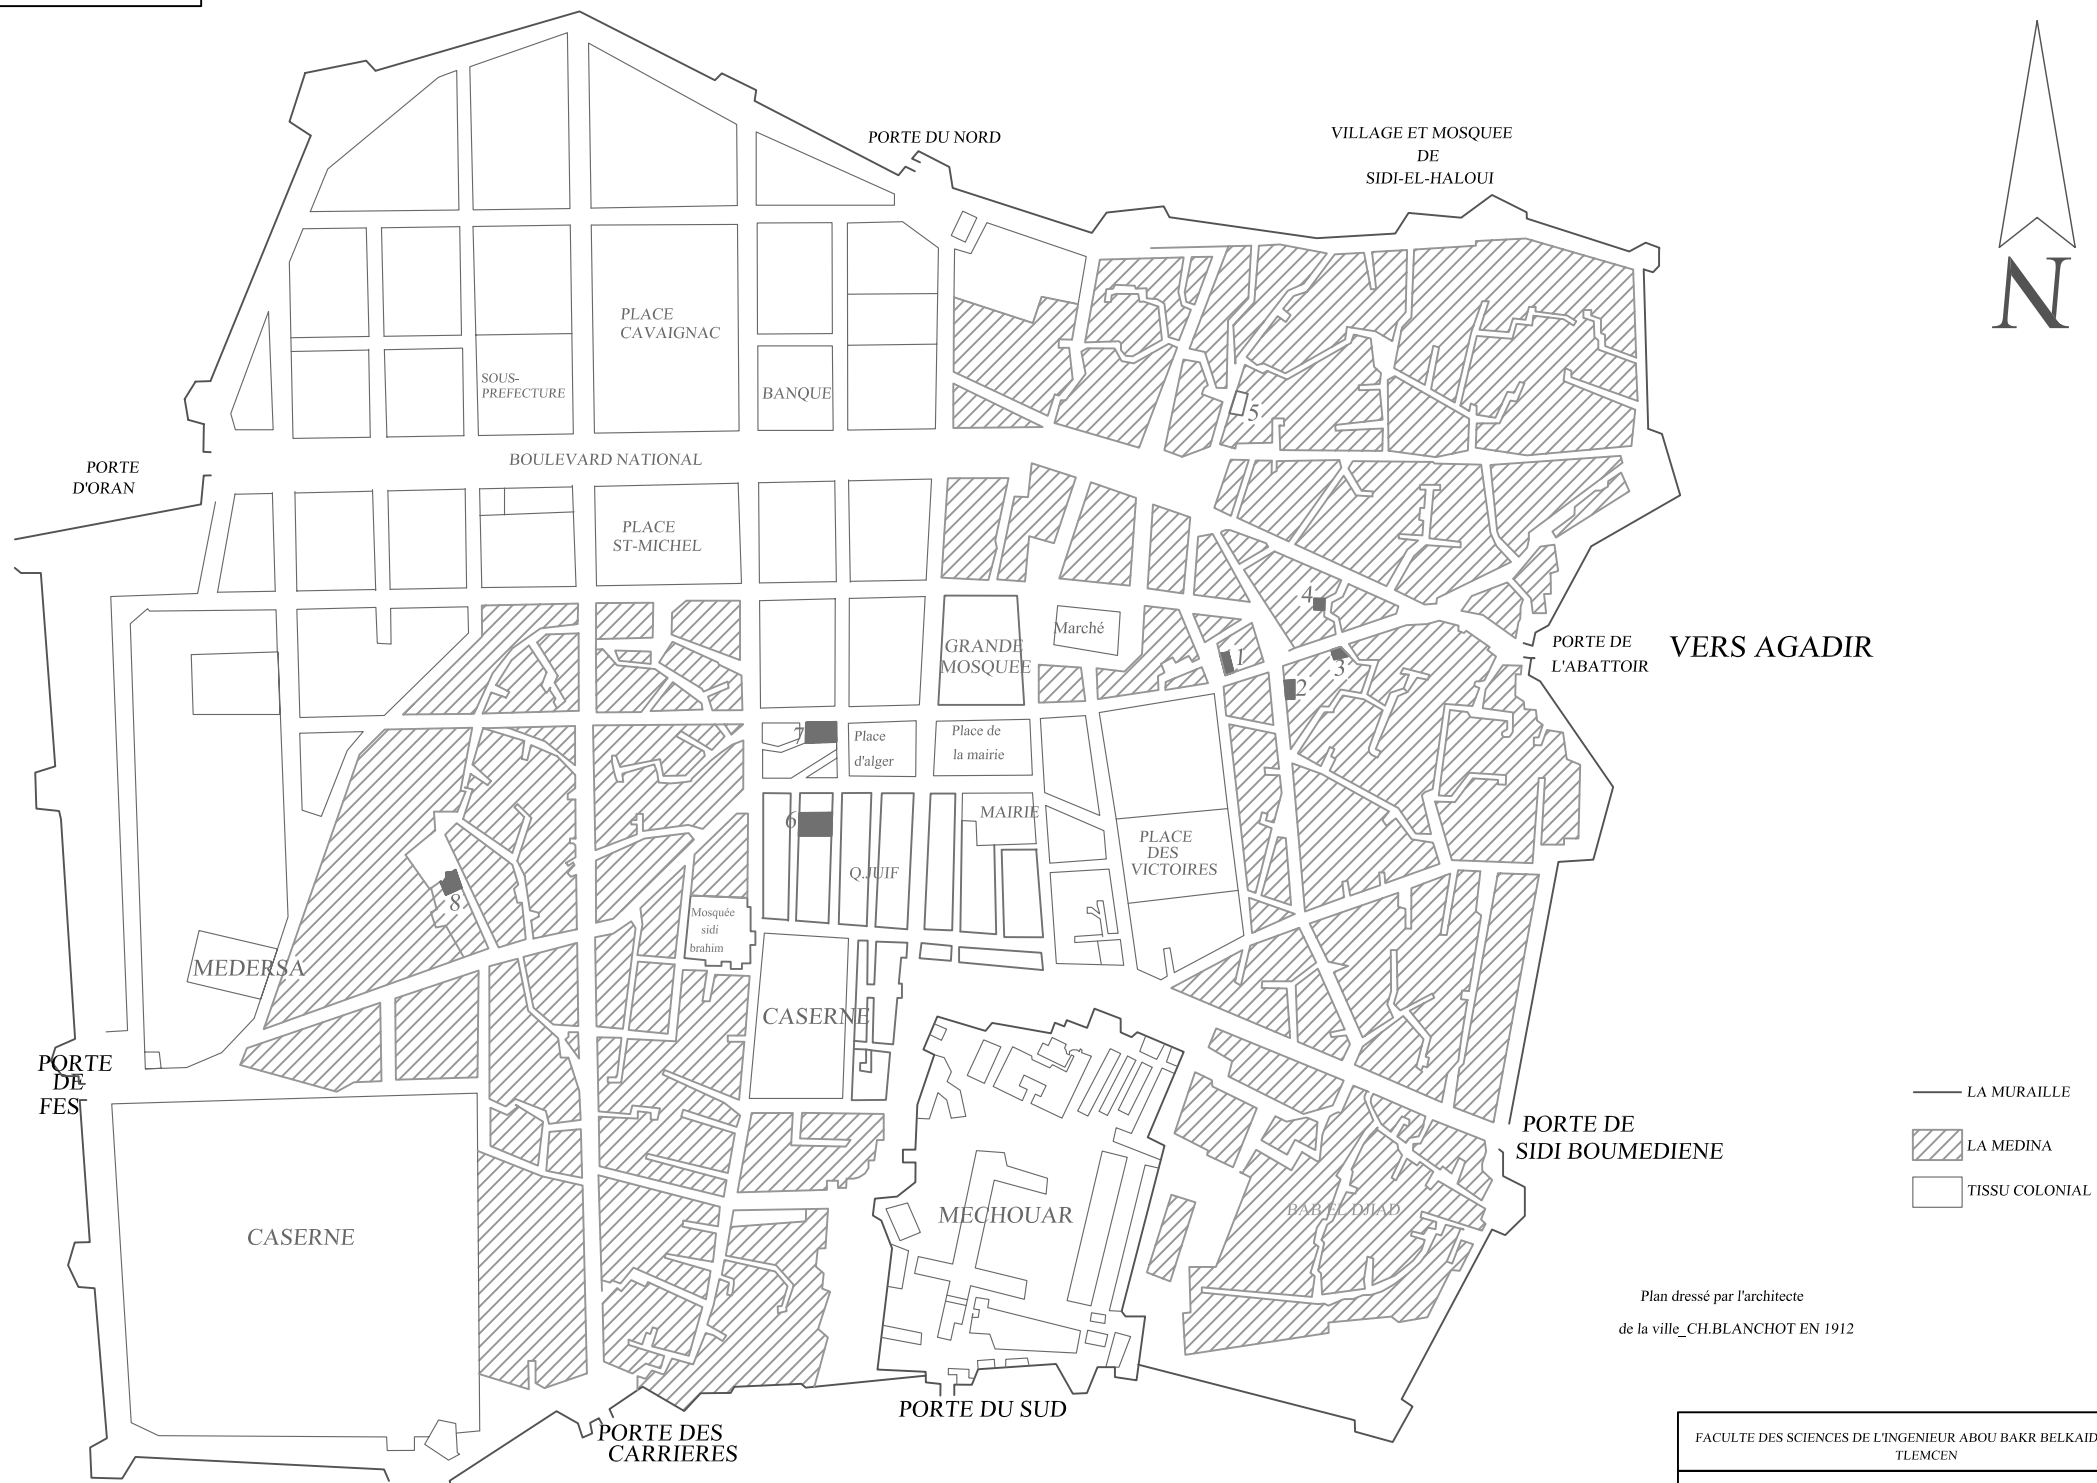 PORTE DU NORD
VILLAGE ET MOSQUEE
DE
SIDI-EL-HALOUI
N
PLACE
CAVAIGNAC
SOUS-
PREFECTURE
BANQUE
5
BOULEVARD NATIONAL
PORTE
D'ORAN
PLACE
ST-MICHEL
4
Marché
GRANDE
MOSQUEE
1
3
2
PORTE DE
L'ABATTOIR
VERS AGADIR
7
Place
d'alger
Place de
la mairie
6
MAIRIE
PLACE
DES
VICTOIRES
Q.JUIF
8
Mosquée
sidi
brahim
MEDERSA
CASERNE
PORTE
DE
FES
LA MURAILLE
PORTE DE
SIDI BOUMEDIENE
LA MEDINA
TISSU COLONIAL
MECHOUAR
BAB EL DJIAD
CASERNE
Plan dressé par l'architecte
de la ville_CH.BLANCHOT EN 1912
PORTE DU SUD
PORTE DES
CARRIERES
FACULTE DES SCIENCES DE L'INGENIEUR ABOU BAKR BELKAID
TLEMCEN